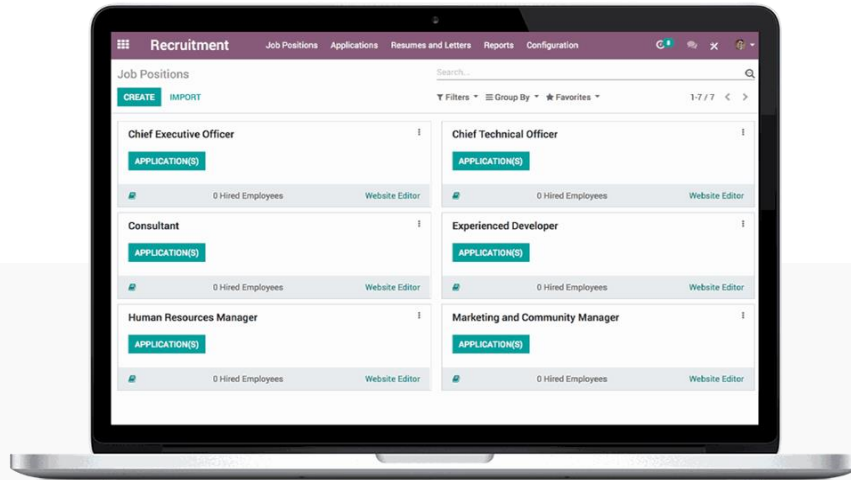 Recruitment Job Positions Applications Resumes and Letters Reports Configuration
Job Positions Search...
CREATE IMPORT Filters Group By Favorites 1-7 / 7
Chief Executive Officer
APPLICATION(S)
0 Hired Employees Website Editor
Chief Technical Officer
APPLICATION(S)
0 Hired Employees Website Editor
Consultant
APPLICATION(S)
0 Hired Employees Website Editor
Experienced Developer
APPLICATION(S)
0 Hired Employees Website Editor
Human Resources Manager
APPLICATION(S)
0 Hired Employees Website Editor
Marketing and Community Manager
APPLICATION(S)
0 Hired Employees Website Editor